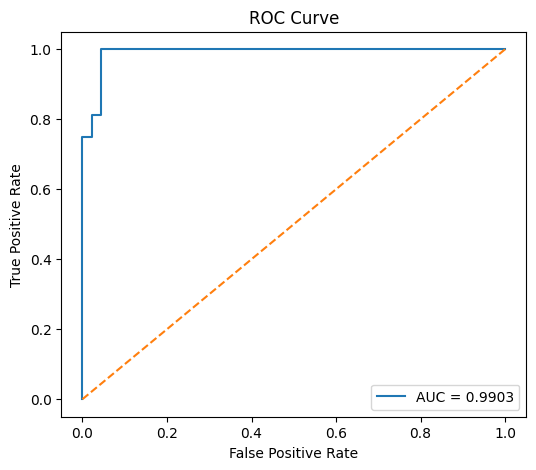 ROC Curve
True Positive Rate
1.0
0.8
0.6
0.4
0.2
0.0
0.0 0.2 0.4 0.6 0.8 1.0
False Positive Rate
AUC = 0.9903